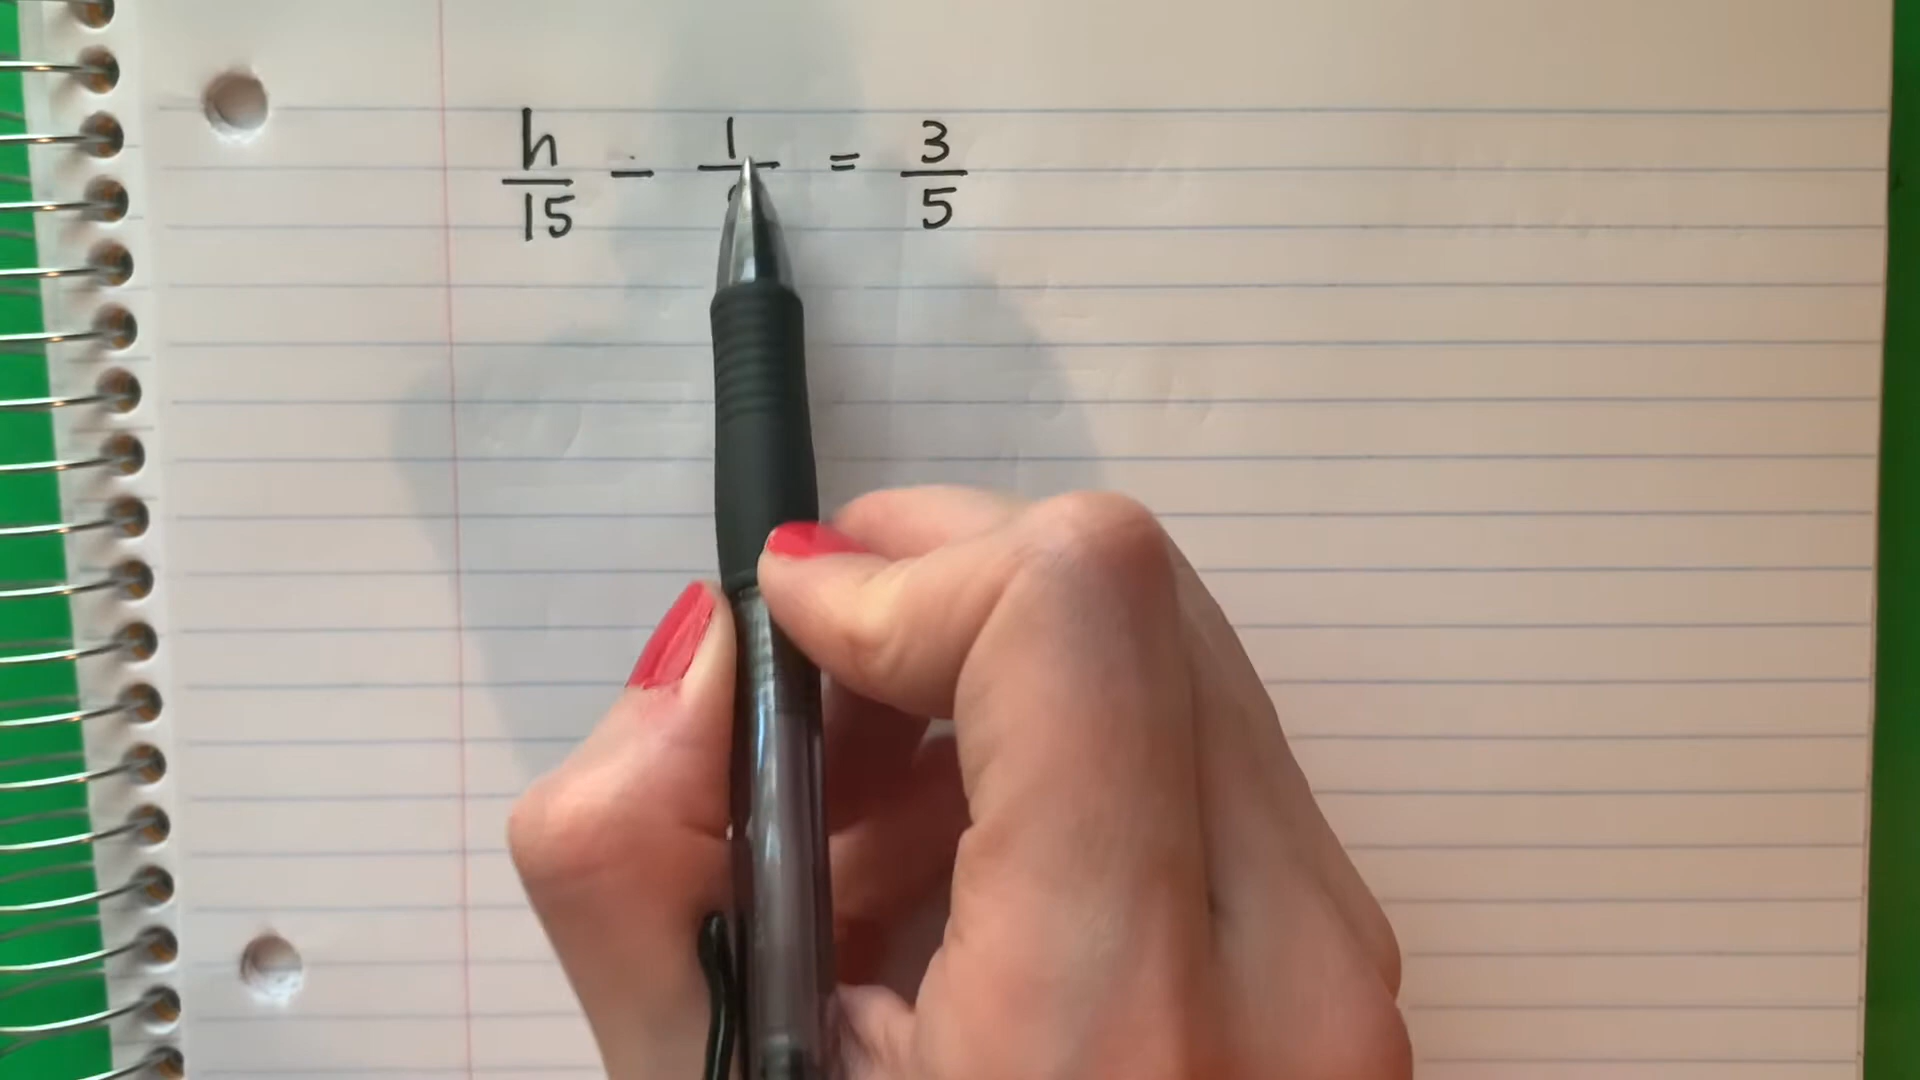 h/15 - 1/ = 3/5